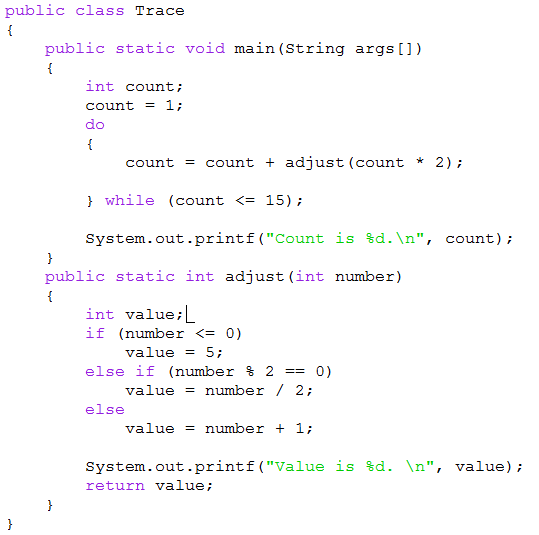 public class Trace
{
    public static void main(String args[])
    {
        int count;
        count = 1;
        do
        {
            count = count + adjust(count * 2);

        } while (count <= 15);

        System.out.printf("Count is %d.\n", count);
    }
    public static int adjust(int number)
    {
        int value;
        if (number <= 0)
            value = 5;
        else if (number % 2 == 0)
            value = number / 2;
        else
            value = number + 1;

        System.out.printf("Value is %d. \n", value);
        return value;
    }
}